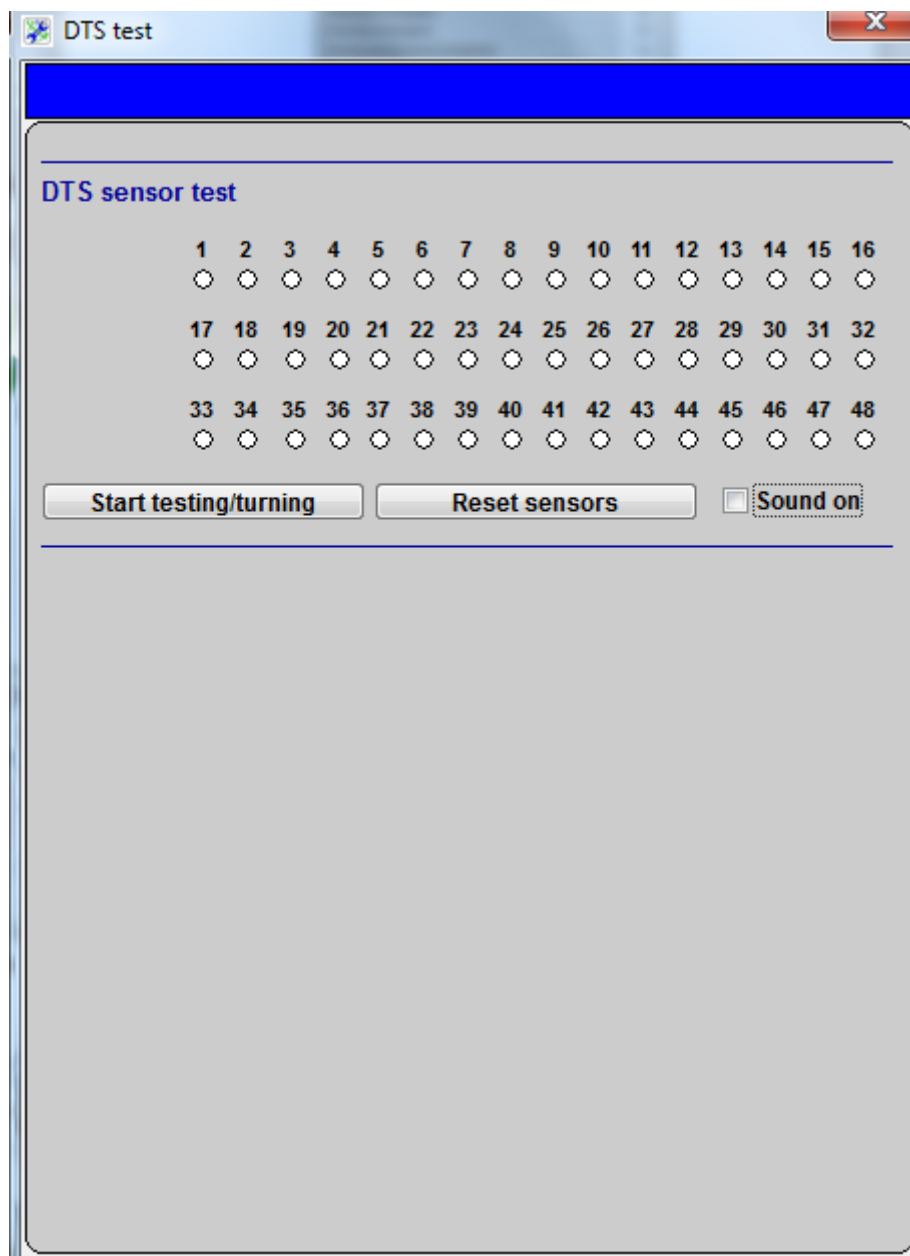 DTS test
X
DTS sensor test
1 2 3 4 5 6 7 8 9 10 11 12 13 14 15 16
17 18 19 20 21 22 23 24 25 26 27 28 29 30 31 32
33 34 35 36 37 38 39 40 41 42 43 44 45 46 47 48
Start testing/turning Reset sensors Sound on